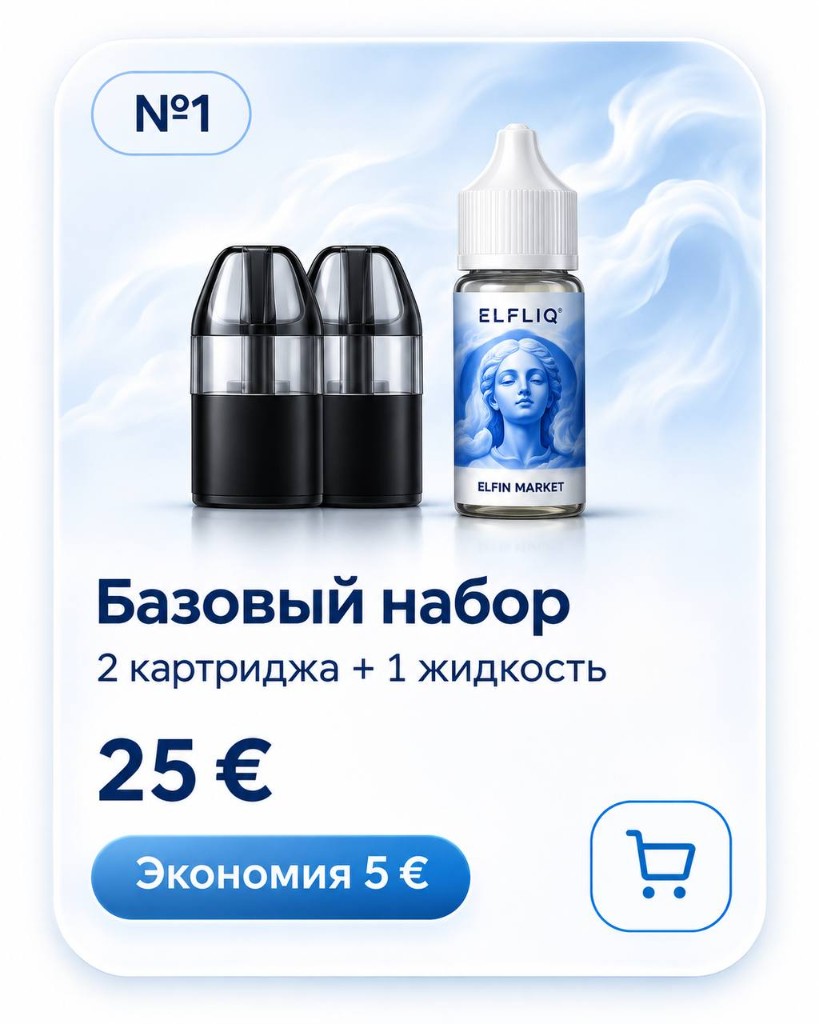 №1
ELFLIQ®
ELFIN MARKET
Базовый набор
2 картриджа + 1 жидкость
25 €
Экономия 5 €